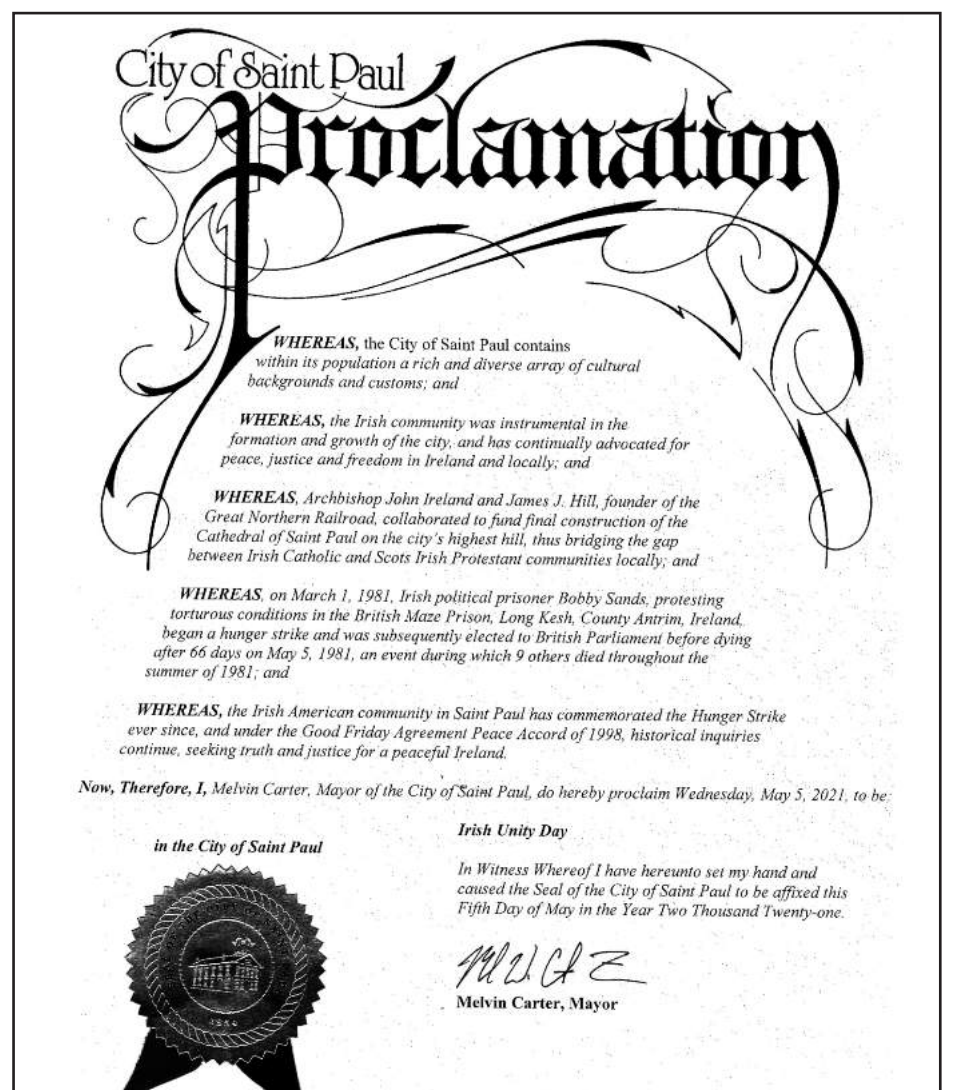 City of Saint Paul
Proclamation
WHEREAS, the City of Saint Paul contains
within its population a rich and diverse array of cultural
backgrounds and customs; and
WHEREAS, the Irish community was instrumental in the
formation and growth of the city, and has continually advocated for
peace, justice and freedom in Ireland and locally; and
WHEREAS, Archbishop John Ireland and James J. Hill, founder of the
Great Northern Railroad, collaborated to fund final construction of the
Cathedral of Saint Paul on the city's highest hill, thus bridging the gap
between Irish Catholic and Scots Irish Protestant communities locally; and
WHEREAS, on March 1, 1981, Irish political prisoner Bobby Sands, protesting
torturous conditions in the British Maze Prison, Long Kesh, County Antrim, Ireland,
began a hunger strike and was subsequently elected to British Parliament before dying
after 66 days on May 5, 1981, an event during which 9 others died throughout the
summer of 1981; and
WHEREAS, the Irish American community in Saint Paul has commemorated the Hunger Strike
ever since, and under the Good Friday Agreement Peace Accord of 1998, historical inquiries
continue, seeking truth and justice for a peaceful Ireland.
Now, Therefore, I, Melvin Carter, Mayor of the City of Saint Paul, do hereby proclaim Wednesday, May 5, 2021, to be:
Irish Unity Day
in the City of Saint Paul
In Witness Whereof I have hereunto set my hand and
caused the Seal of the City of Saint Paul to be affixed this
Fifth Day of May in the Year Two Thousand Twenty-one.
Melvin Carter, Mayor
1854